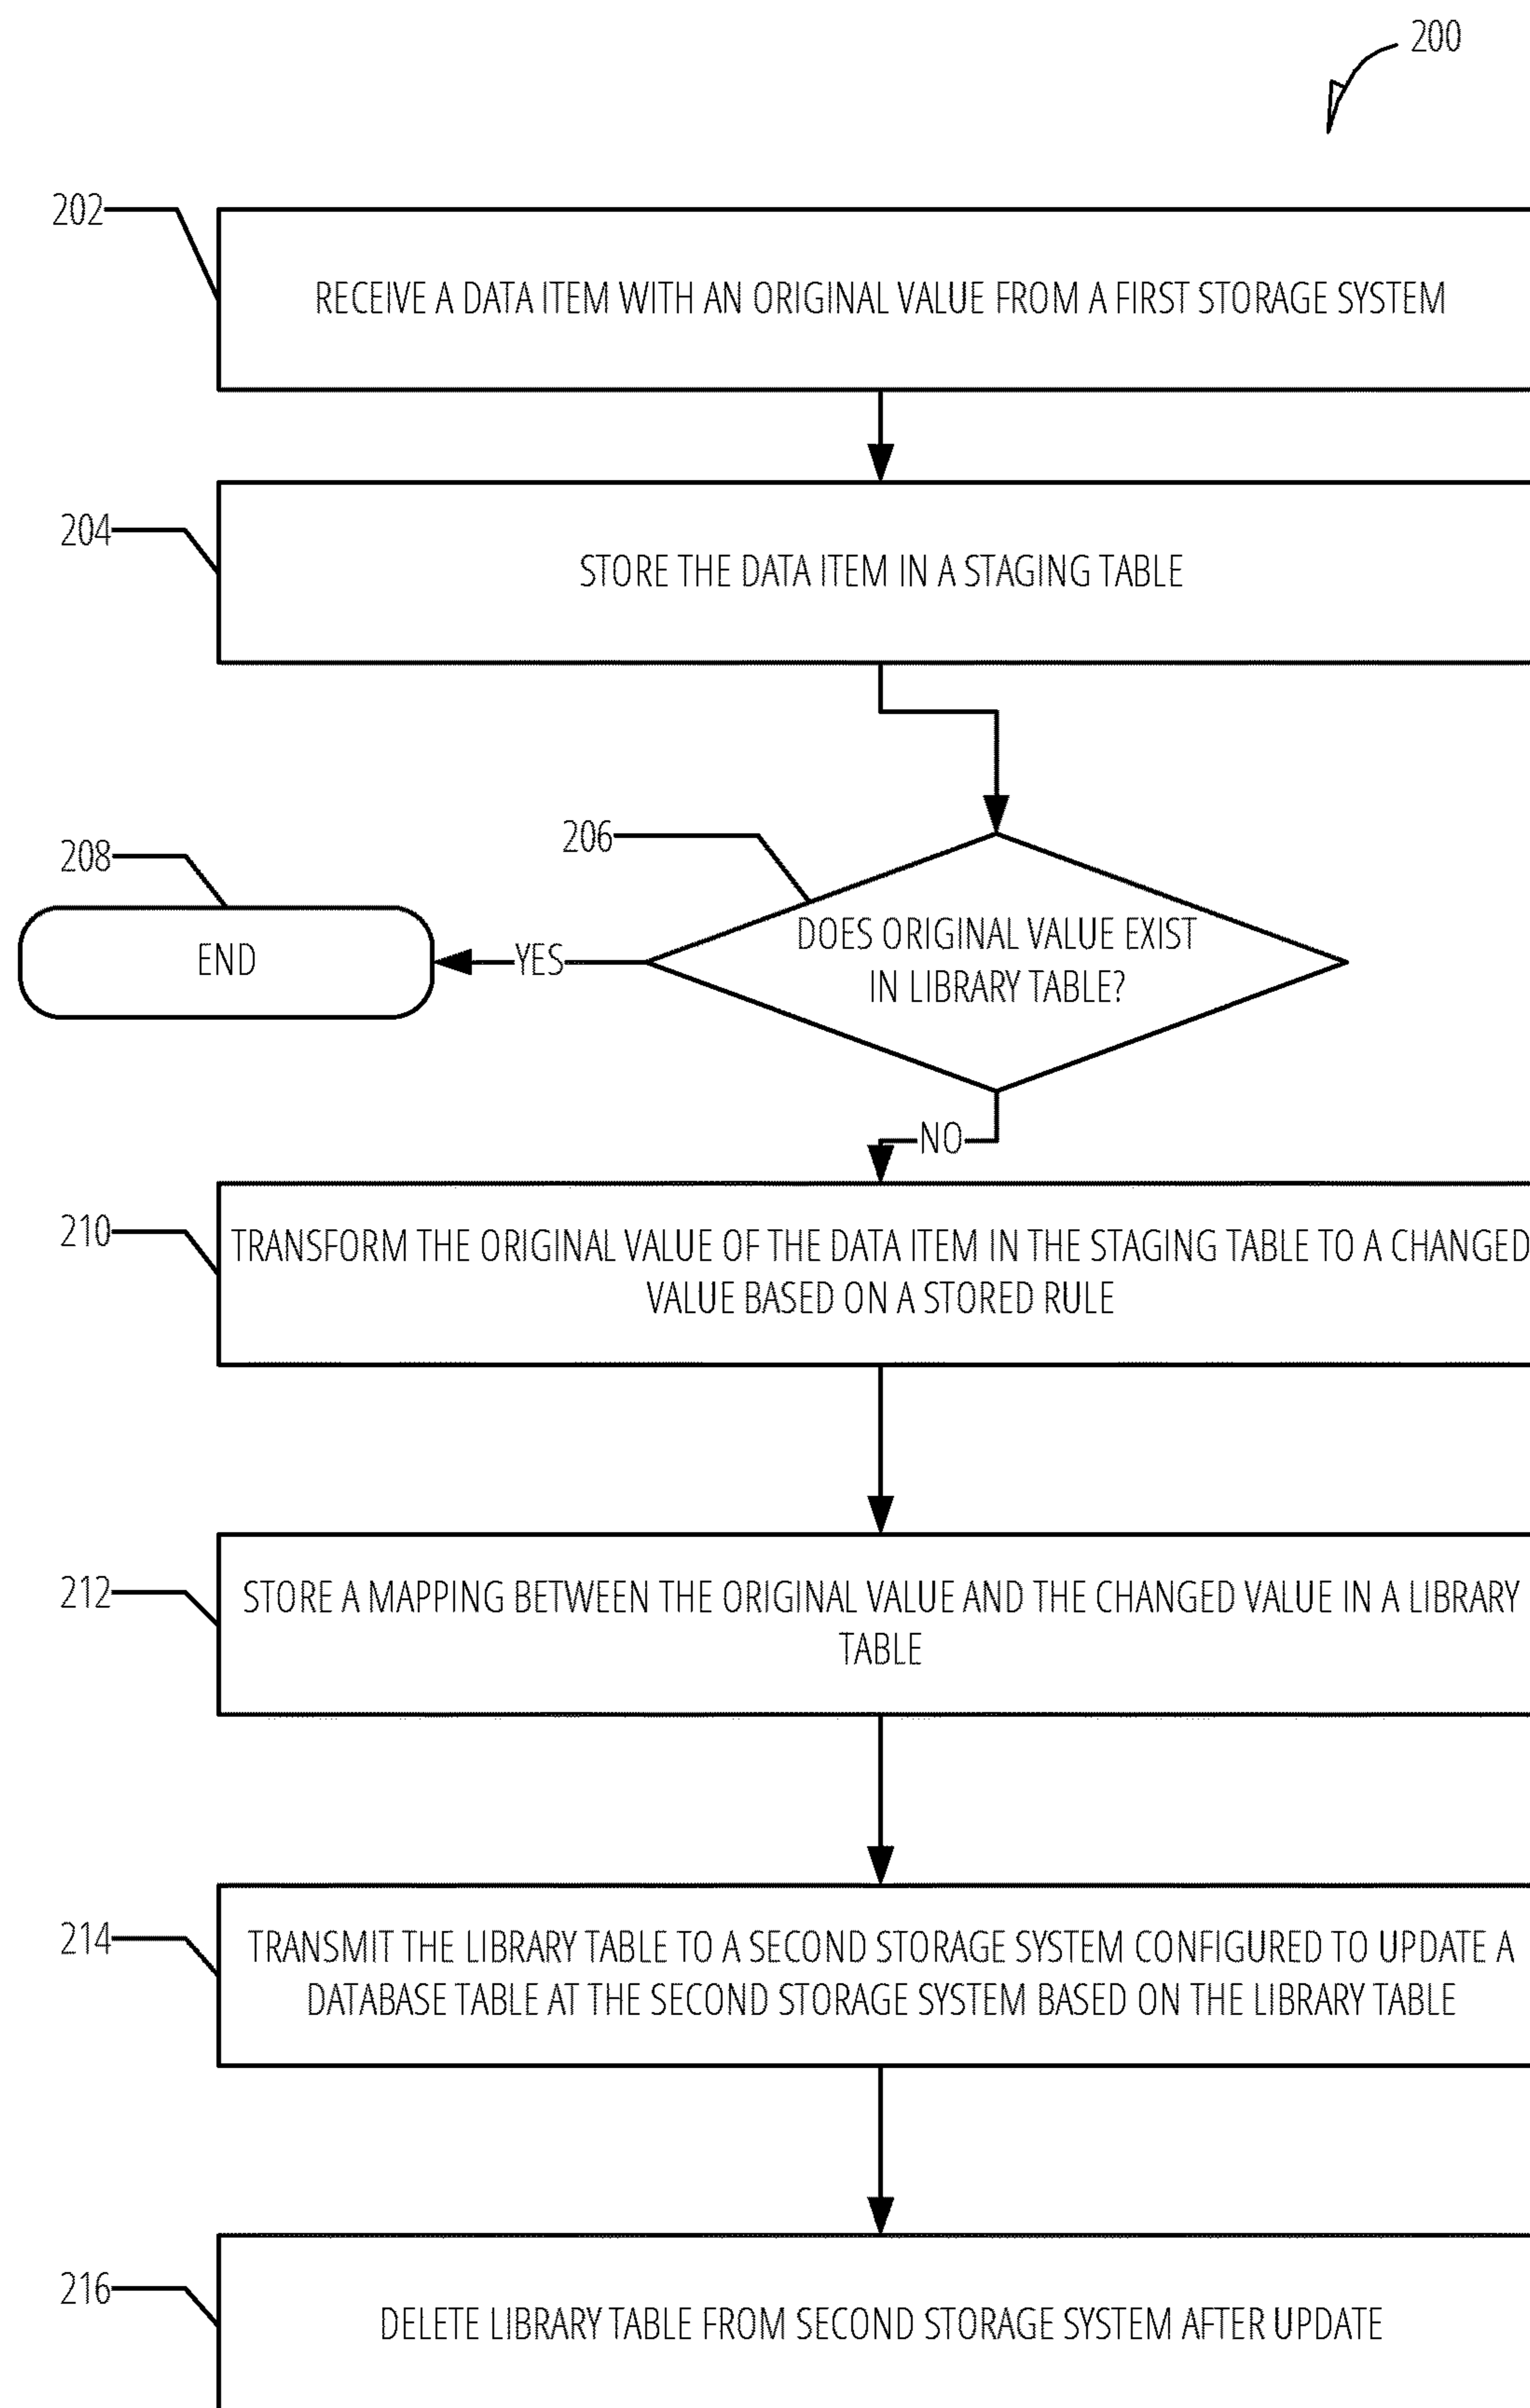 200
202
RECEIVE A DATA ITEM WITH AN ORIGINAL VALUE FROM A FIRST STORAGE SYSTEM
204
STORE THE DATA ITEM IN A STAGING TABLE
206
208
DOES ORIGINAL VALUE EXIST
IN LIBRARY TABLE?
YES
END
NO
210
TRANSFORM THE ORIGINAL VALUE OF THE DATA ITEM IN THE STAGING TABLE TO A CHANGED
VALUE BASED ON A STORED RULE
212
STORE A MAPPING BETWEEN THE ORIGINAL VALUE AND THE CHANGED VALUE IN A LIBRARY
TABLE
214
TRANSMIT THE LIBRARY TABLE TO A SECOND STORAGE SYSTEM CONFIGURED TO UPDATE A
DATABASE TABLE AT THE SECOND STORAGE SYSTEM BASED ON THE LIBRARY TABLE
216
DELETE LIBRARY TABLE FROM SECOND STORAGE SYSTEM AFTER UPDATE